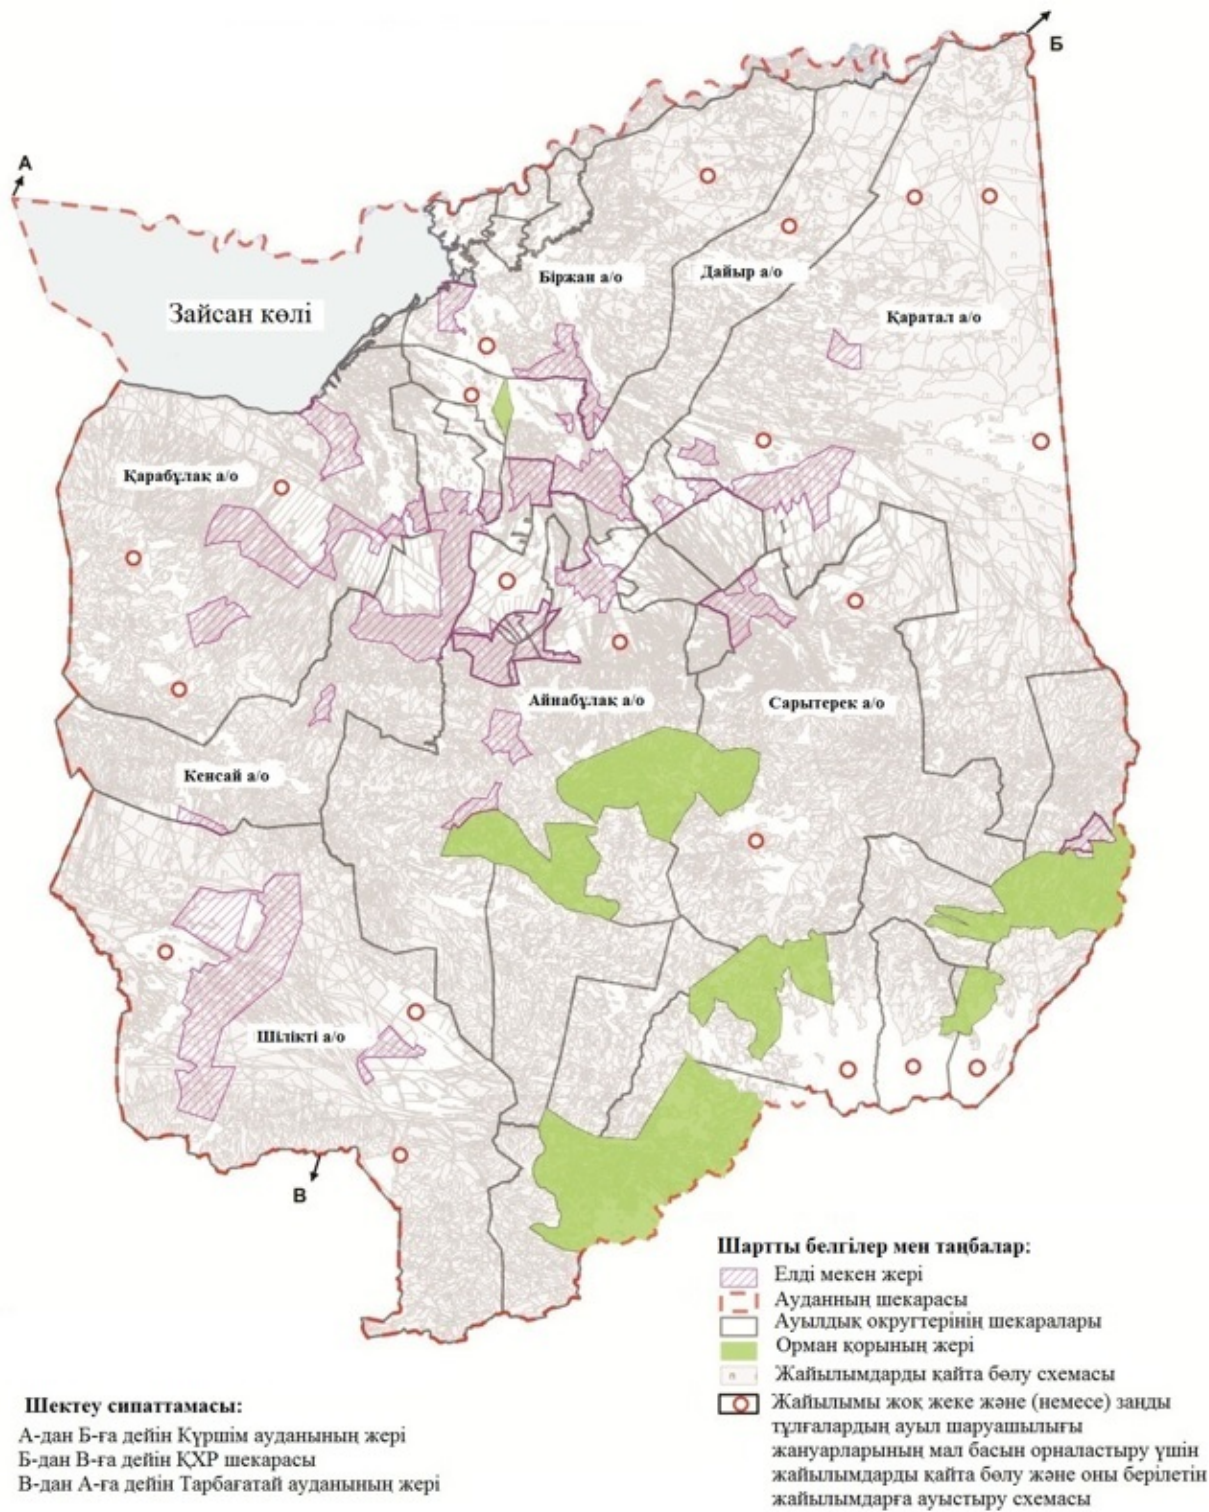 Б
А
Біржан а/о
Дайыр а/о
Зайсан көлі
Қаратал а/о
Қарабұлақ а/о
Айнабұлақ а/о
Сарытерек а/о
Кенсай а/о
Шілікті а/о
В
Шартты белгілер мен таңбалар:
Елді мекен жері
Ауданның шекарасы
Ауылдық округтерінің шекаралары
Орман қорының жері
Жайылымдарды қайта бөлу схемасы
Жайылымы жоқ жеке және (немесе) заңды
тұлғалардың ауыл шаруашылығы
жануарларының мал басын орналастыру үшін
жайылымдарды қайта бөлу және оны берілетін
жайылымдарға ауыстыру схемасы
Шектеу сипаттамасы:
А-дан Б-ға дейін Күршім ауданының жері
Б-дан В-ға дейін ҚХР шекарасы
В-дан А-ға дейін Тарбағатай ауданының жері